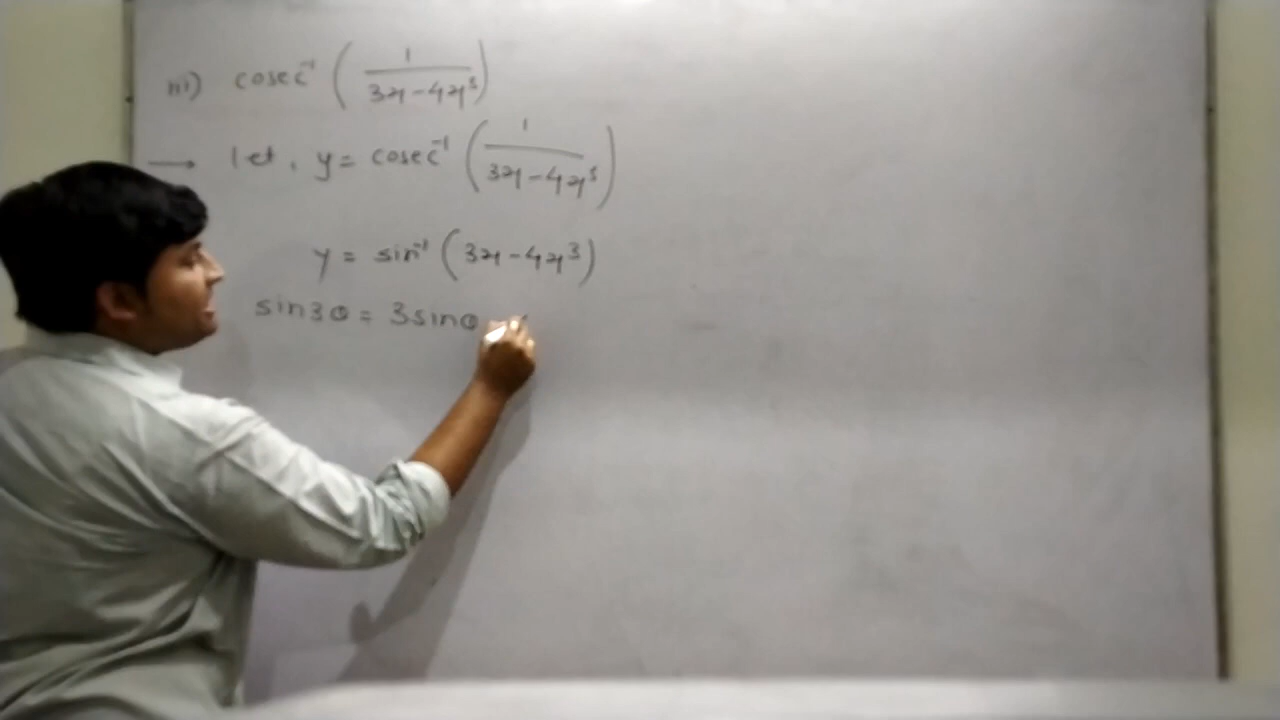 iii) cosec⁻¹ (1/(3x-4x³))
→ let, y = cosec⁻¹ (1/(3x-4x³))
y = sin⁻¹ (3x-4x³)
sin3θ = 3sinθ